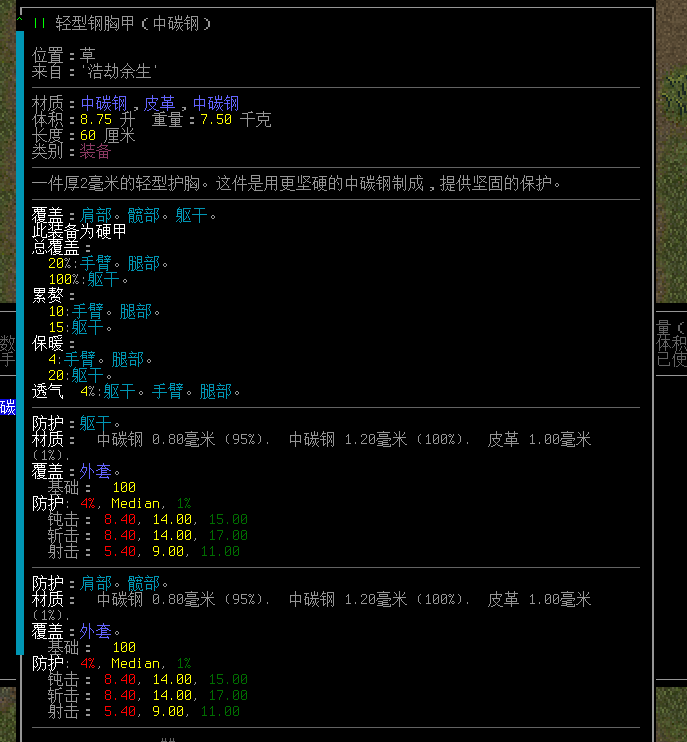 || 轻型钢胸甲（中碳钢）
位置：草
来自：'浩劫余生'
材质：中碳钢，皮革，中碳钢
体积：8.75 升  重量：7.50 千克
长度：60 厘米
类别：装备
一件厚2毫米的轻型护胸。这件是用更坚硬的中碳钢制成，提供坚固的保护。
覆盖：肩部。髋部。躯干。
此装备为硬甲
总覆盖：
20%:手臂。腿部。
100%:躯干。
累赘：
10:手臂。腿部。
15:躯干。
保暖：
4:手臂。腿部。
20:躯干。
透气  4%:躯干。手臂。腿部。
防护：躯干。
材质：  中碳钢 0.80毫米 (95%).  中碳钢 1.20毫米 (100%).  皮革 1.00毫米
(1%).
覆盖：外套。
基础：  100
防护: 4%, Median, 1%
钝击： 8.40, 14.00, 15.00
斩击： 8.40, 14.00, 17.00
射击： 5.40, 9.00, 11.00
防护：肩部。髋部。
材质：  中碳钢 0.80毫米 (95%).  中碳钢 1.20毫米 (100%).  皮革 1.00毫米
(1%).
覆盖：外套。
基础：  100
防护: 4%, Median, 1%
钝击： 8.40, 14.00, 15.00
斩击： 8.40, 14.00, 17.00
射击： 5.40, 9.00, 11.00
数
手
碳
量（
体积
己使